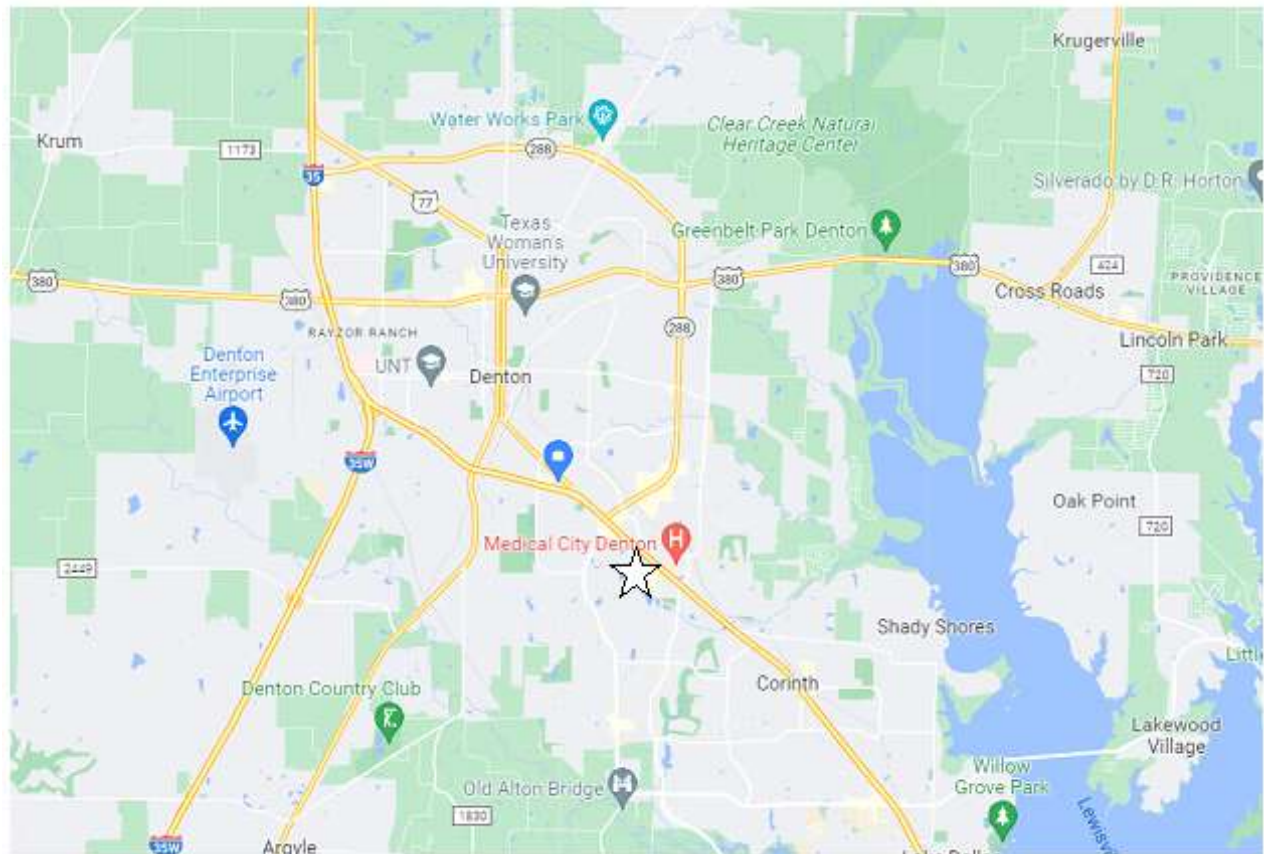 Krugerville
Water Works Park
Clear Creek Natural
Heritage Center
Krum
1173
288
35
Silverado by D.R. Horton
77
Texas
Woman's
University
Greenbelt Park Denton
380
380
380
380
424
PROVIDENCE
VILLAGE
Cross Roads
288
RAYZOR RANCH
Lincoln Park
Denton
Enterprise
Airport
UNT
Denton
720
35W
Oak Point
720
Medical City Denton
H
2449
Shady Shores
Corinth
Denton Country Club
Lakewood
Village
Old Alton Bridge
Willow
Grove Park
1830
35W
Argyle